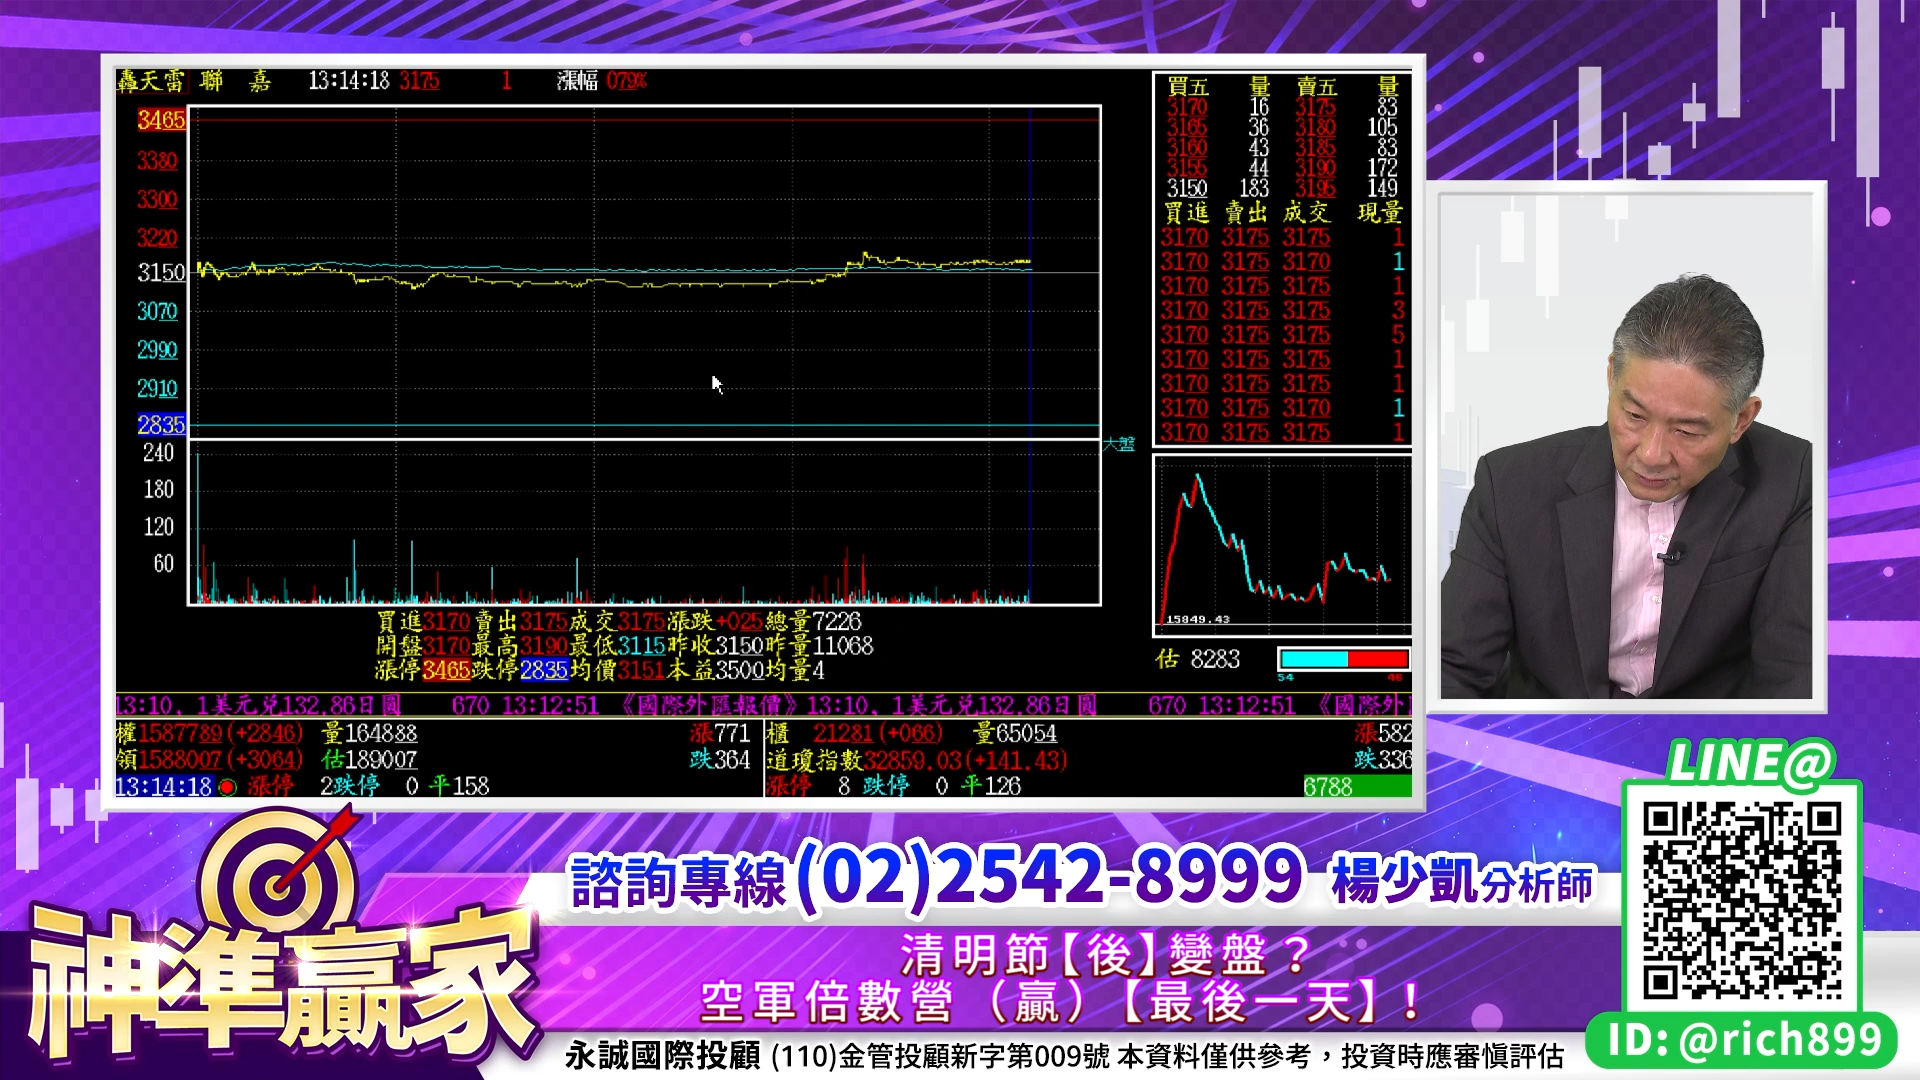 轟天雷 聯 嘉 13:14:18 3175 1 漲幅 079%
3465
3380
3300
3220
3150
3070
2990
2910
2835
240
180
120
60
大盤
買五 量 賣五 量
3170 16 3175 83
3165 36 3180 105
3160 43 3185 83
3155 44 3190 172
3150 183 3195 149
買進 賣出 成交 現量
3170 3175 3175 1
3170 3175 3170 1
3170 3175 3175 1
3170 3175 3175 3
3170 3175 3175 5
3170 3175 3175 1
3170 3175 3175 1
3170 3175 3170 1
3170 3175 3175 1
15849.43
估 8283
54 46
買進3170賣出3175成交3175漲跌+025總量7226
開盤3170最高3190最低3115昨收3150昨量11068
漲停3465跌停2835均價3151本益3500均量4
13:10, 1美元兌132.86日圓 670 13:12:51 《國際外匯報價》13:10, 1美元兌132.86日圓 670 13:12:51 《國際外
權1587789(+2846) 量164888 漲771
領1588007(+3064) 估189007 跌364
13:14:18 漲停 2跌停 0 平158
櫃 21281(+066) 量65054 漲582
道瓊指數32859.03(+141.43) 跌336
漲停 8 跌停 0 平126 6788
LINE@
諮詢專線(02)2542-8999 楊少凱分析師
神準贏家
清明節【後】變盤？
空軍倍數營（贏）【最後一天】！
永誠國際投顧 (110)金管投顧新字第009號 本資料僅供參考，投資時應審慎評估
ID: @rich899